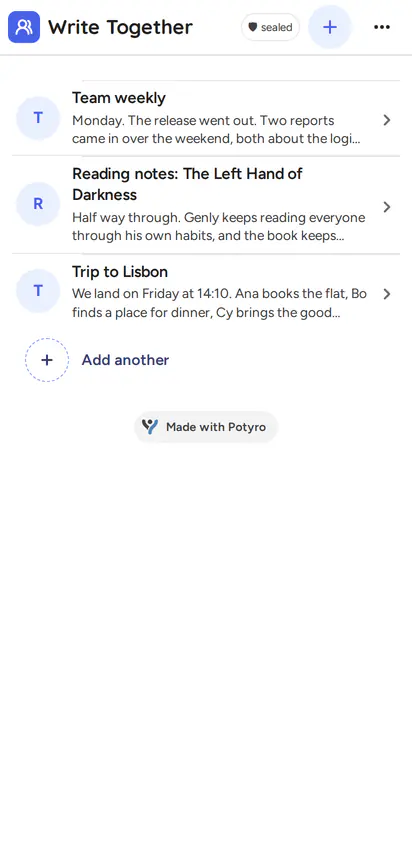 Write Together
sealed
Team weekly
Monday. The release went out. Two reports
came in over the weekend, both about the logi...
T
Reading notes: The Left Hand of
Darkness
Half way through. Genly keeps reading everyone
through his own habits, and the book keeps...
R
Trip to Lisbon
We land on Friday at 14:10. Ana books the flat, Bo
finds a place for dinner, Cy brings the good...
T
Add another
Made with Potyro